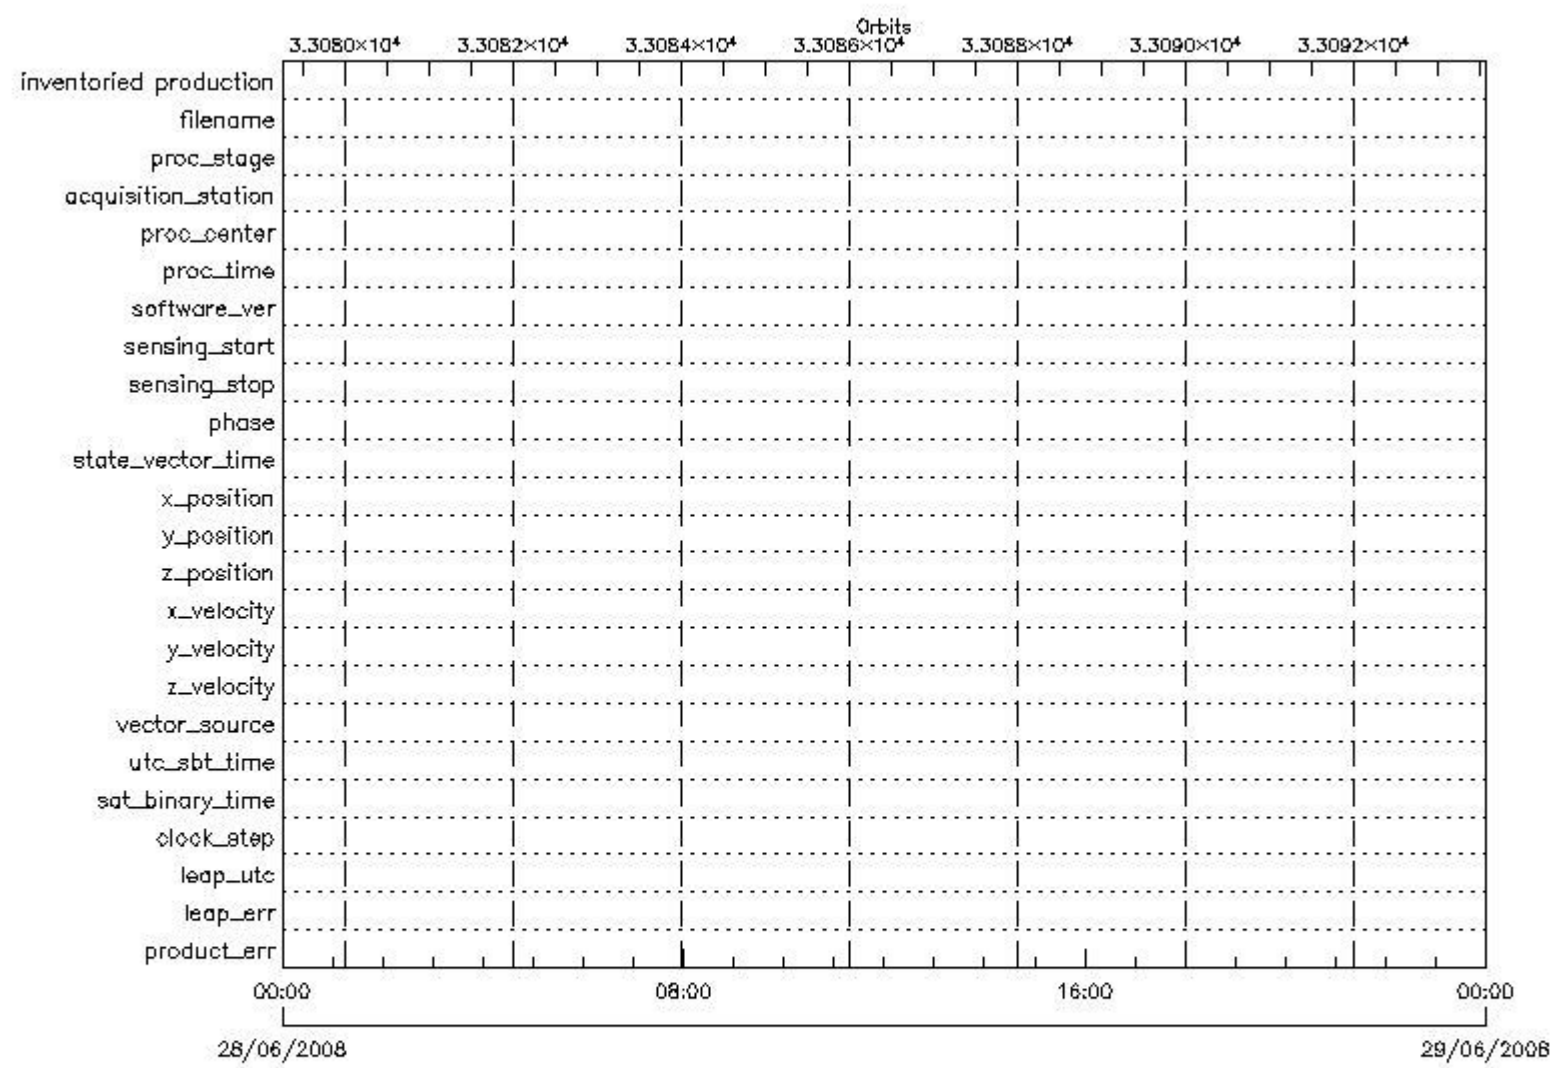 Orbits
3.3080×10⁴ 3.3082×10⁴ 3.3084×10⁴ 3.3086×10⁴ 3.3088×10⁴ 3.3090×10⁴ 3.3092×10⁴
inventoried production
filename
proc_stage
acquisition_station
proc_center
proc_time
software_ver
sensing_start
sensing_stop
phase
state_vector_time
x_position
y_position
z_position
x_velocity
y_velocity
z_velocity
vector_source
utc_sbt_time
sat_binary_time
clock_step
leap_utc
leap_err
product_err
00:00 08:00 16:00 00:00
28/06/2008 29/06/2008